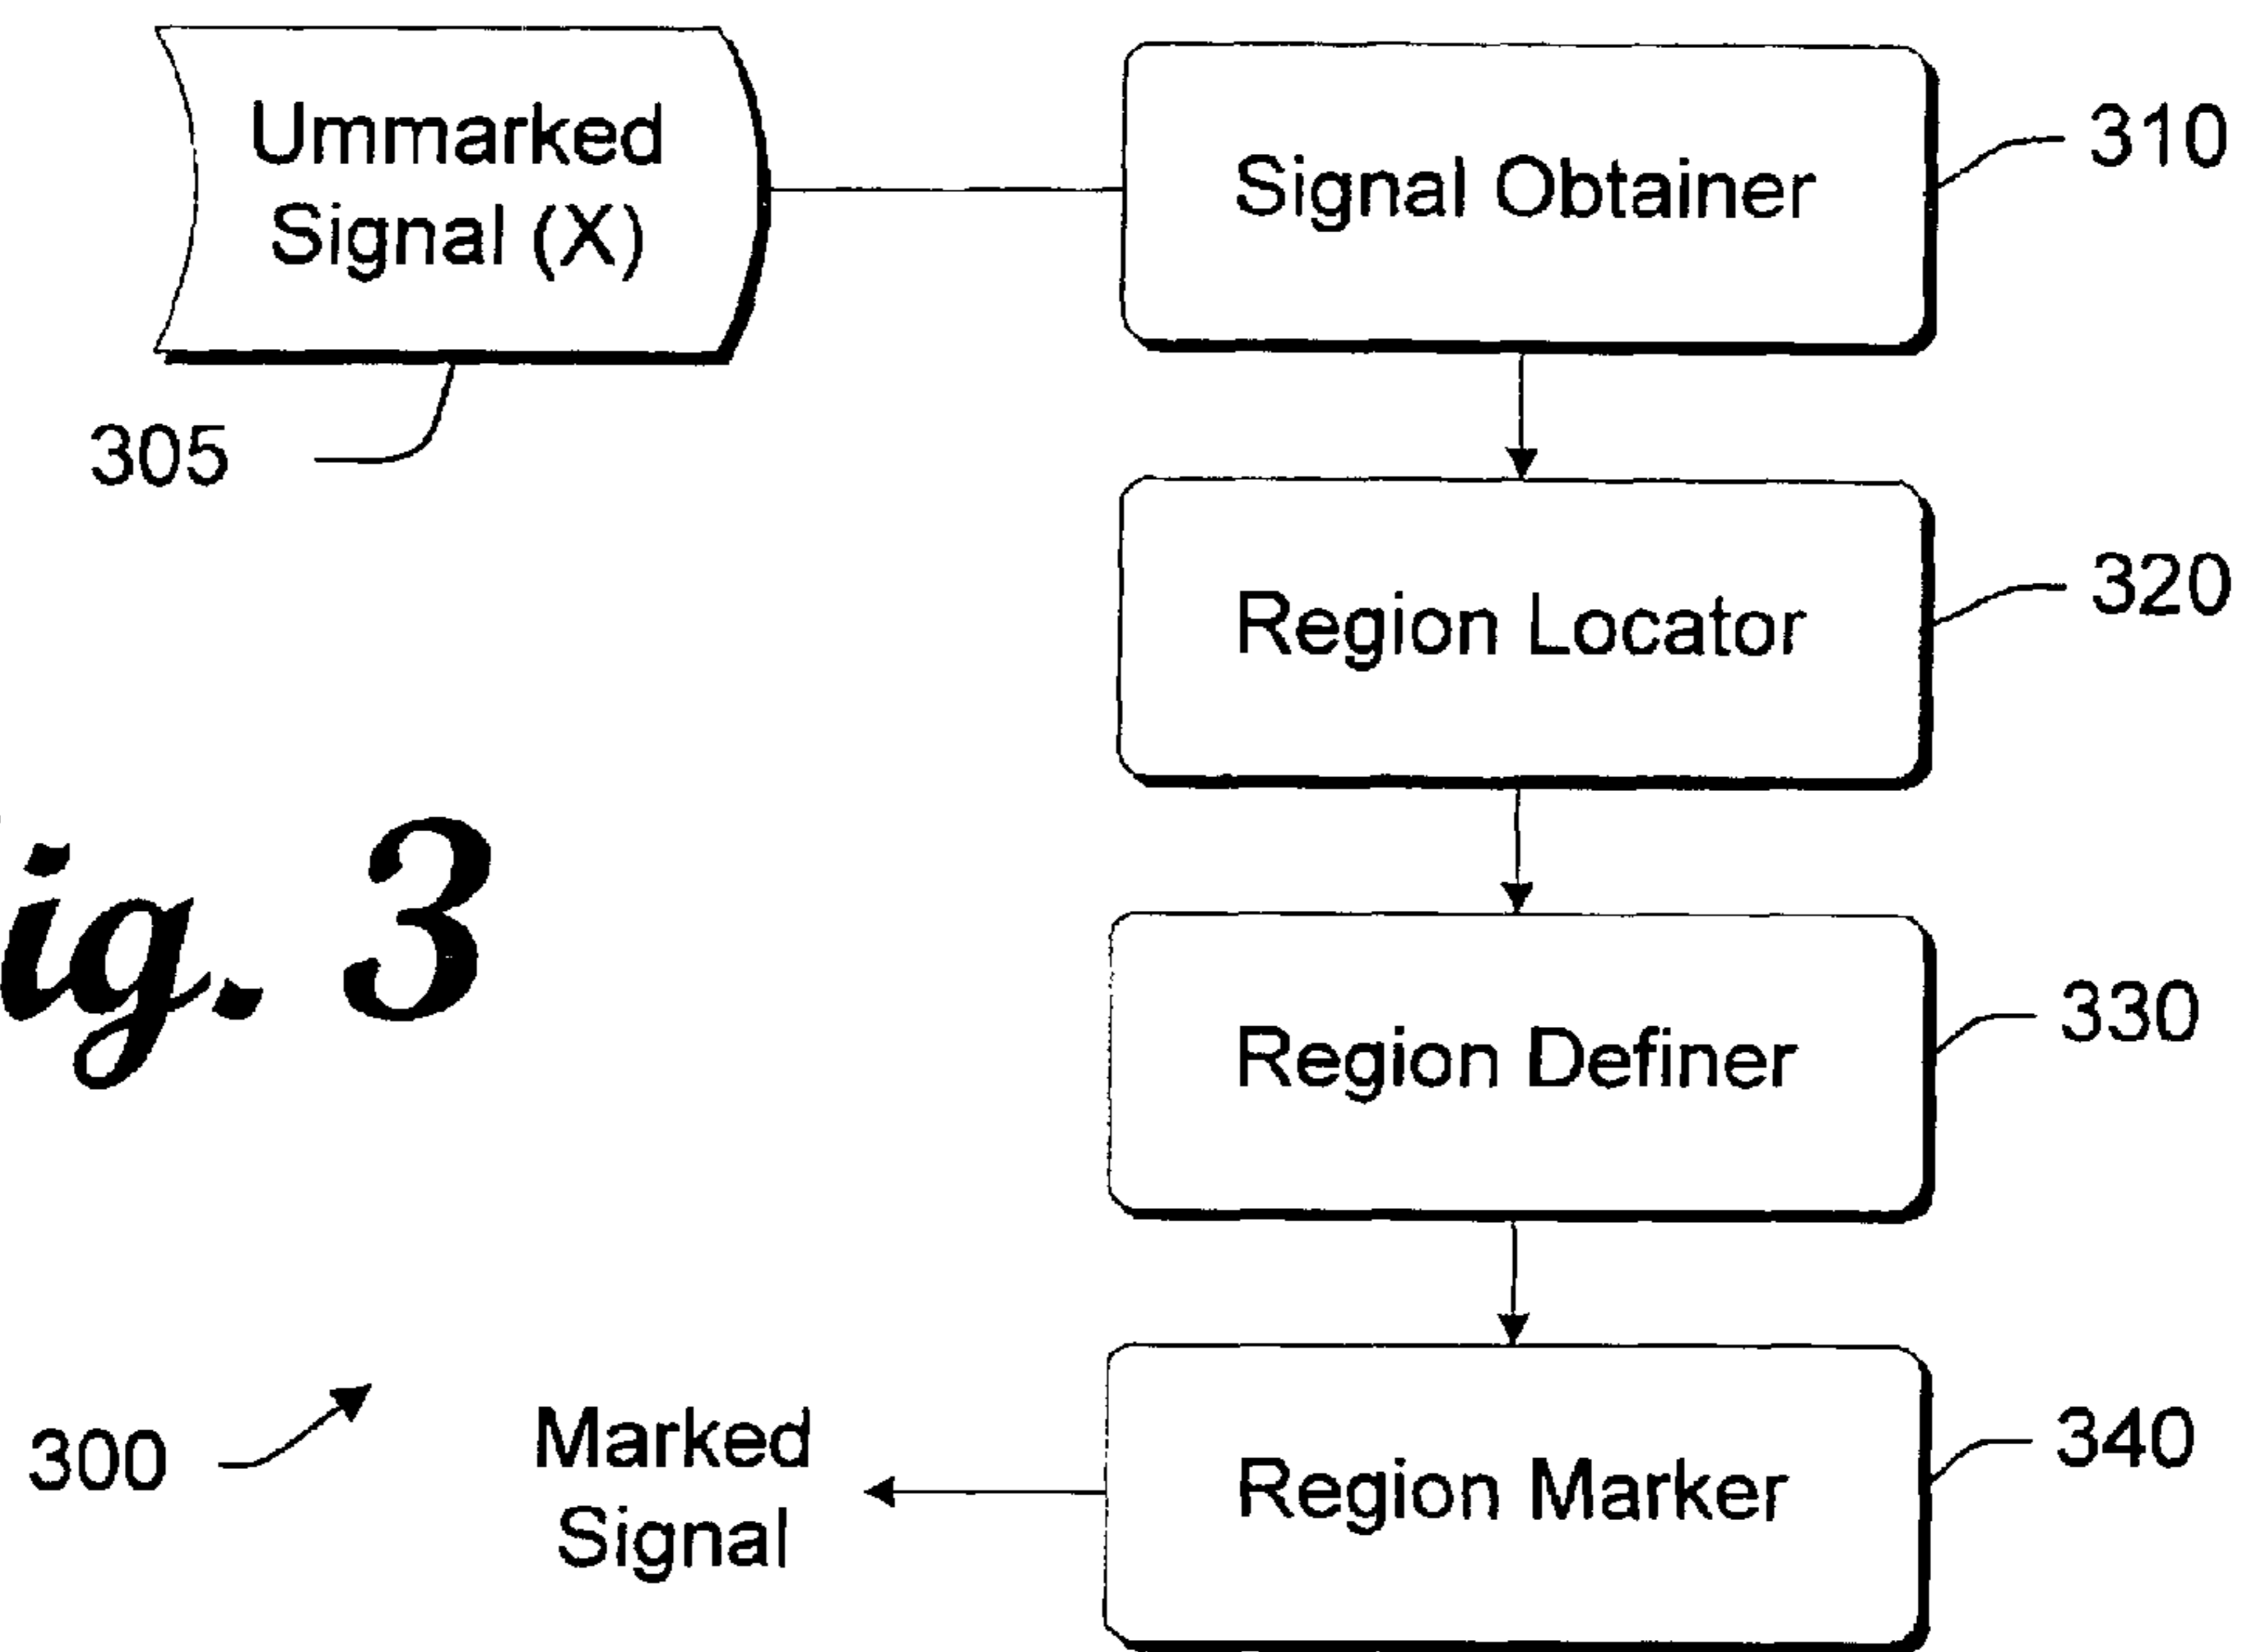 Ummarked
Signal (X)
Signal Obtainer
310
305
Region Locator
320
ig. 3
Region Definer
330
300
Marked
Signal
Region Marker
340